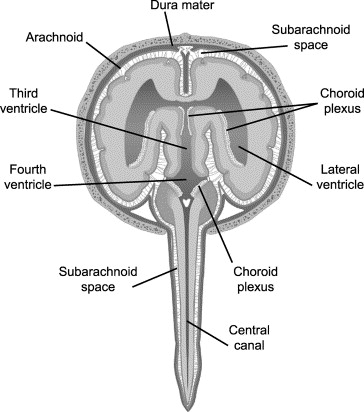 Dura mater
Subarachnoid
space
Arachnoid
Third
ventricle
Choroid
plexus
Fourth
ventricle
Lateral
ventricle
Subarachnoid
space
Choroid
plexus
Central
canal